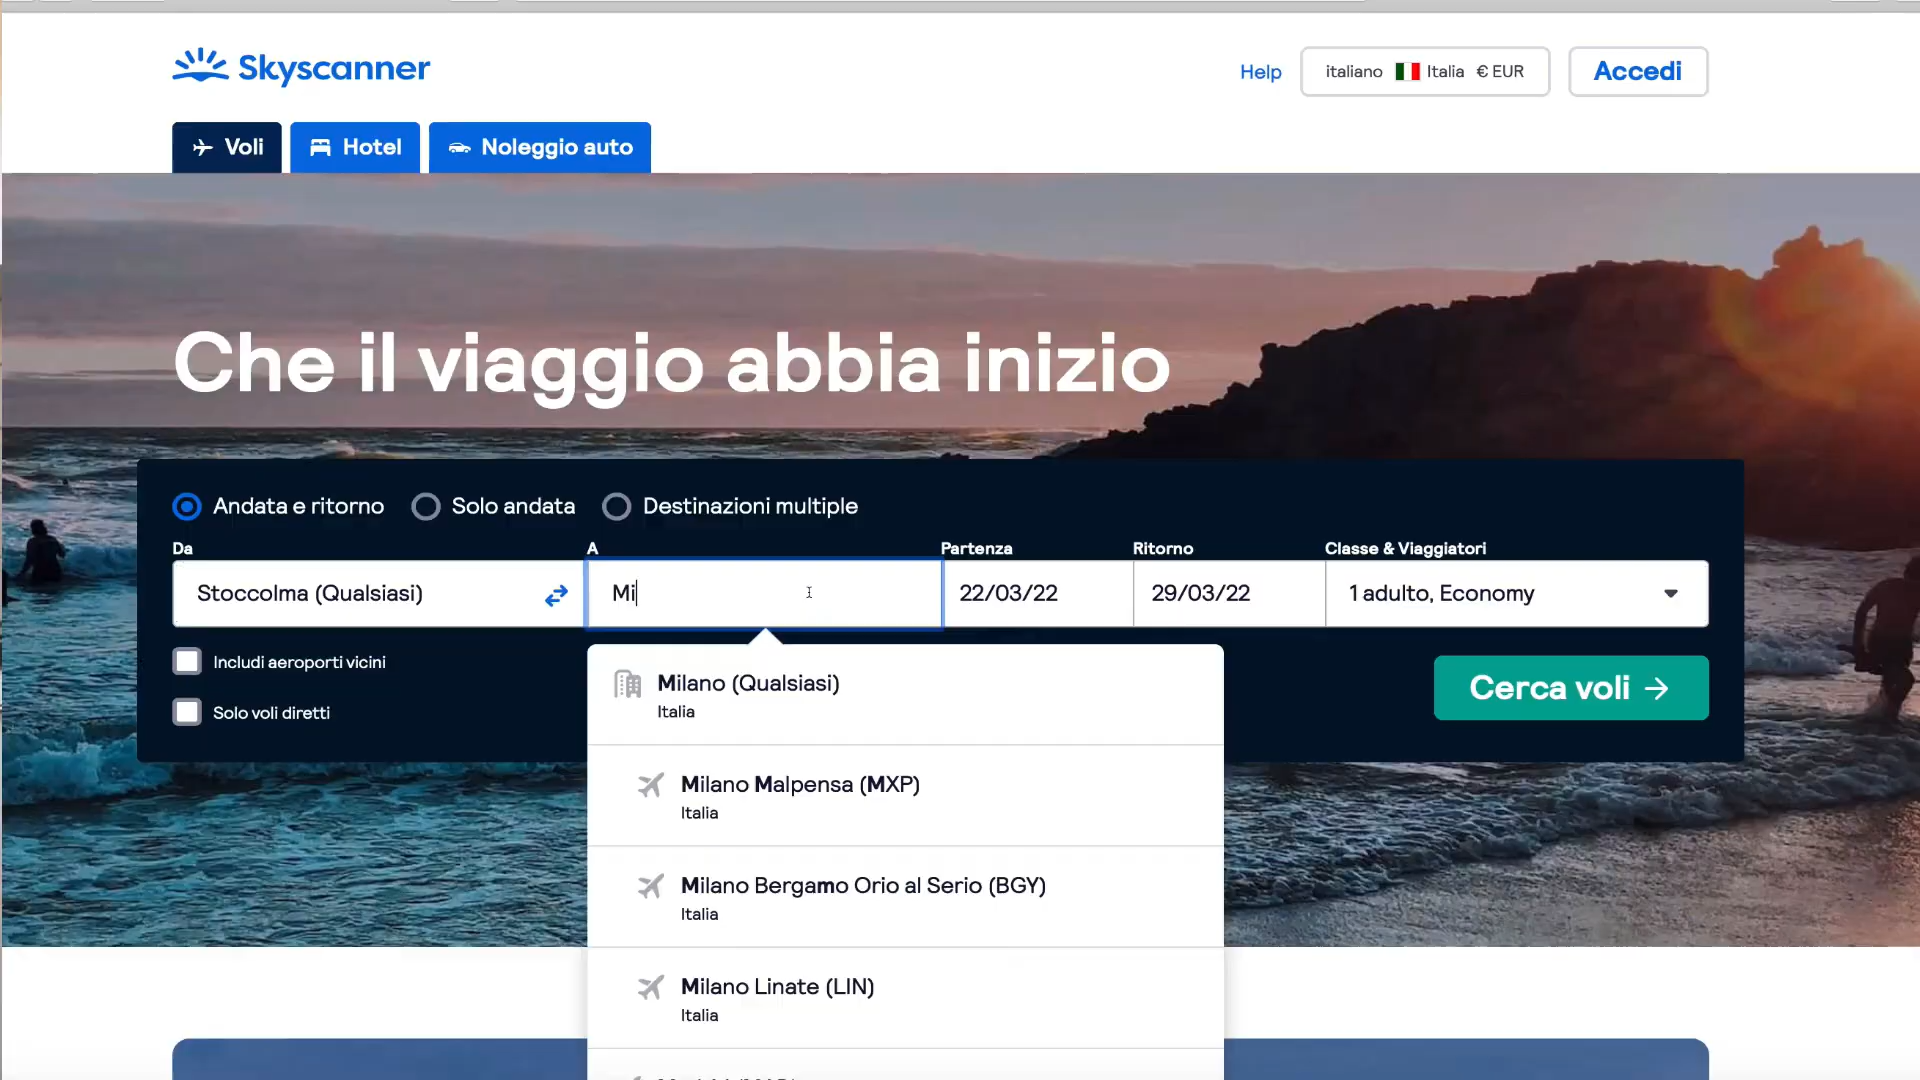 Skyscanner
Help
italiano Italia € EUR
Accedi
Voli
Hotel
Noleggio auto
Che il viaggio abbia inizio
Andata e ritorno
Solo andata
Destinazioni multiple
Da
A
Partenza
Ritorno
Classe & Viaggiatori
Stoccolma (Qualsiasi)
Mi
22/03/22
29/03/22
1 adulto, Economy
Includi aeroporti vicini
Solo voli diretti
Cerca voli
Milano (Qualsiasi)
Italia
Milano Malpensa (MXP)
Italia
Milano Bergamo Orio al Serio (BGY)
Italia
Milano Linate (LIN)
Italia